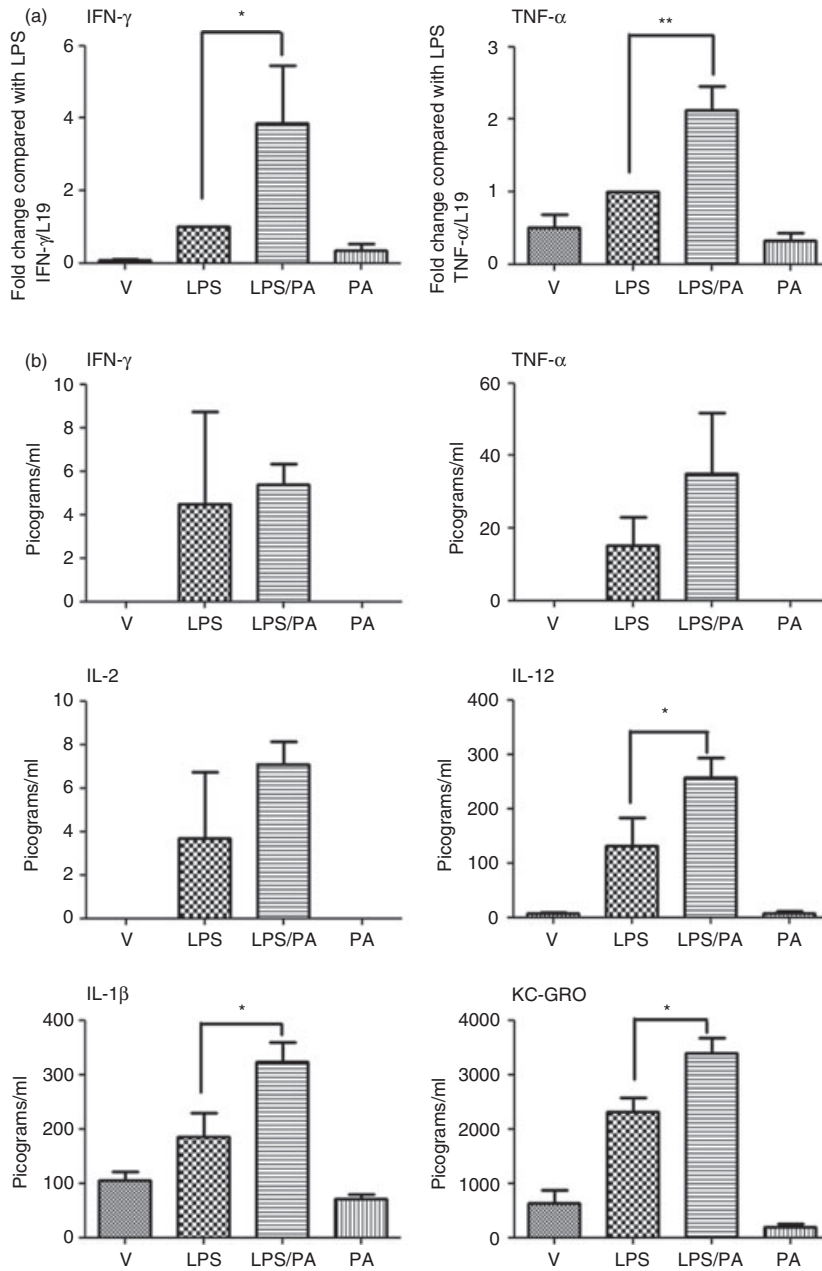 (a)
IFN-γ
*
Fold change compared with LPS
IFN-γ/L19
6
4
2
0
V LPS LPS/PA PA
TNF-α
**
Fold change compared with LPS
TNF-α/L19
3
2
1
0
V LPS LPS/PA PA
(b)
IFN-γ
Picograms/ml
10
8
6
4
2
0
V LPS LPS/PA PA
TNF-α
Picograms/ml
60
40
20
0
V LPS LPS/PA PA
IL-2
Picograms/ml
10
8
6
4
2
0
V LPS LPS/PA PA
IL-12
*
Picograms/ml
400
300
200
100
0
V LPS LPS/PA PA
IL-1β
*
Picograms/ml
400
300
200
100
0
V LPS LPS/PA PA
KC-GRO
*
Picograms/ml
4000
3000
2000
1000
0
V LPS LPS/PA PA